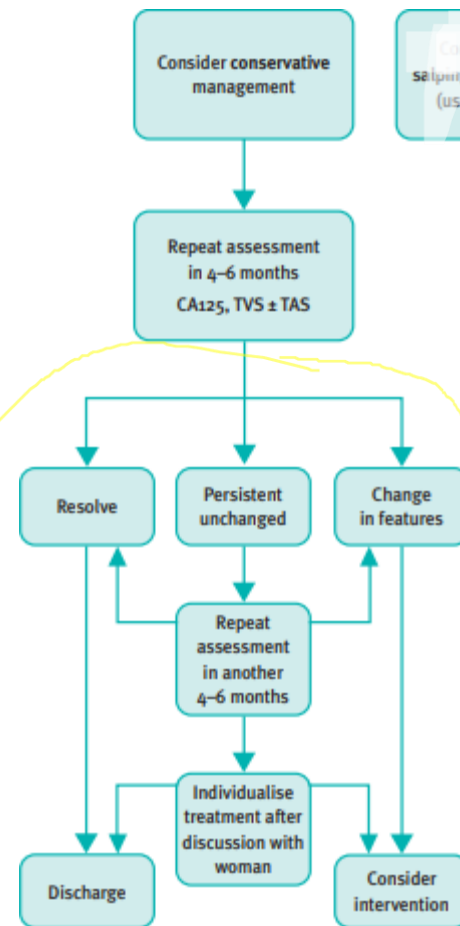 Consider conservative
management
Repeat assessment
in 4–6 months
CA125, TVS ± TAS
Resolve
Persistent
unchanged
Change
in features
Repeat
assessment
in another
4–6 months
Individualise
treatment after
discussion with
woman
Discharge
Consider
intervention